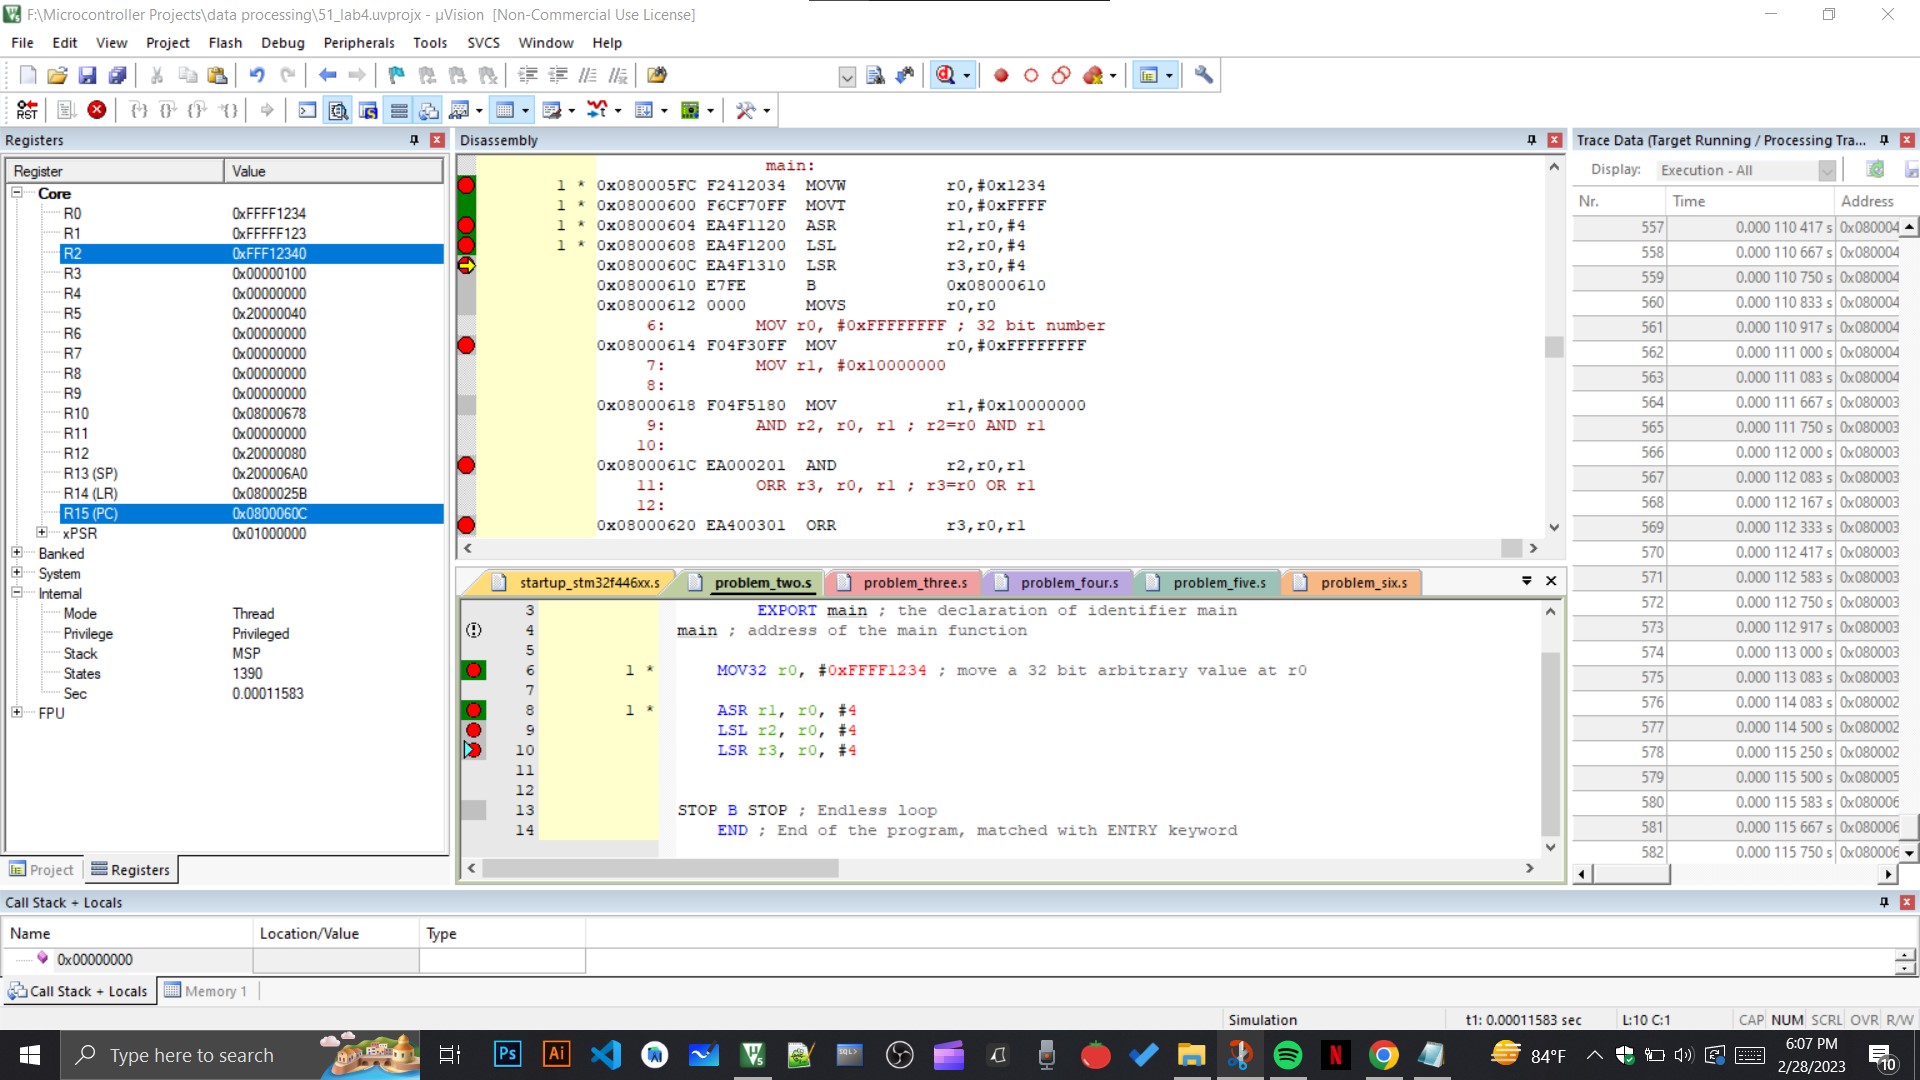 F:\Microcontroller Projects\data processing\51_lab4.uvprojx - µVision [Non-Commercial Use License]
File Edit View Project Flash Debug Peripherals Tools SVCS Window Help
Registers
Register Value
Core
R0 0xFFFF1234
R1 0xFFFFF123
R2 0xFFF12340
R3 0x00000100
R4 0x00000000
R5 0x20000040
R6 0x00000000
R7 0x00000000
R8 0x00000000
R9 0x00000000
R10 0x08000678
R11 0x00000000
R12 0x20000080
R13 (SP) 0x200006A0
R14 (LR) 0x0800025B
R15 (PC) 0x0800060C
xPSR 0x01000000
Banked
System
Internal
Mode Thread
Privilege Privileged
Stack MSP
States 1390
Sec 0.00011583
FPU
Project Registers
Disassembly
main:
1 * 0x080005FC F2412034 MOVW r0,#0x1234
1 * 0x08000600 F6CF70FF MOVT r0,#0xFFFF
1 * 0x08000604 EA4F1120 ASR r1,r0,#4
1 * 0x08000608 EA4F1200 LSL r2,r0,#4
0x0800060C EA4F1310 LSR r3,r0,#4
0x08000610 E7FE B 0x08000610
0x08000612 0000 MOVS r0,r0
6: MOV r0, #0xFFFFFFFF ; 32 bit number
0x08000614 F04F30FF MOV r0,#0xFFFFFFFF
7: MOV r1, #0x10000000
8:
0x08000618 F04F5180 MOV r1,#0x10000000
9: AND r2, r0, r1 ; r2=r0 AND r1
10:
0x0800061C EA000201 AND r2,r0,r1
11: ORR r3, r0, r1 ; r3=r0 OR r1
12:
0x08000620 EA400301 ORR r3,r0,r1
startup_stm32f446xx.s problem_two.s problem_three.s problem_four.s problem_five.s problem_six.s
3 EXPORT main ; the declaration of identifier main
4 main ; address of the main function
5
6 1 * MOV32 r0, #0xFFFF1234 ; move a 32 bit arbitrary value at r0
7
8 1 * ASR r1, r0, #4
9 LSL r2, r0, #4
10 LSR r3, r0, #4
11
12
13 STOP B STOP ; Endless loop
14 END ; End of the program, matched with ENTRY keyword
Trace Data (Target Running / Processing Tra...
Display: Execution - All
Nr. Time Address
557 0.000 110 417 s 0x080004
558 0.000 110 667 s 0x080004
559 0.000 110 750 s 0x080004
560 0.000 110 833 s 0x080004
561 0.000 110 917 s 0x080004
562 0.000 111 000 s 0x080004
563 0.000 111 083 s 0x080004
564 0.000 111 667 s 0x080003
565 0.000 111 750 s 0x080003
566 0.000 112 000 s 0x080003
567 0.000 112 083 s 0x080003
568 0.000 112 167 s 0x080003
569 0.000 112 333 s 0x080003
570 0.000 112 417 s 0x080003
571 0.000 112 583 s 0x080003
572 0.000 112 750 s 0x080003
573 0.000 112 917 s 0x080003
574 0.000 113 000 s 0x080003
575 0.000 113 083 s 0x080003
576 0.000 114 083 s 0x080002
577 0.000 114 500 s 0x080002
578 0.000 115 250 s 0x080002
579 0.000 115 500 s 0x080005
580 0.000 115 583 s 0x080006
581 0.000 115 667 s 0x080006
582 0.000 115 750 s 0x080006
Call Stack + Locals
Name Location/Value Type
0x00000000
Call Stack + Locals Memory 1
Simulation t1: 0.00011583 sec L:10 C:1 CAP NUM SCRL OVR R/W
Type here to search
Ps Ai
84°F
6:07 PM
2/28/2023
10